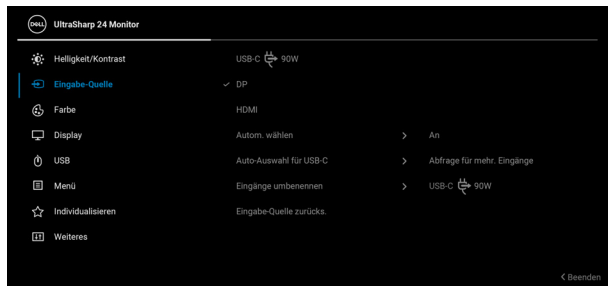 DELL UltraSharp 24 Monitor
Helligkeit/Kontrast USB-C 90W
Eingabe-Quelle DP
Farbe HDMI
Display Autom. wählen An
USB Auto-Auswahl für USB-C Abfrage für mehr. Eingänge
Menü Eingänge umbenennen USB-C 90W
Individualisieren Eingabe-Quelle zurücks.
Weiteres
Beenden